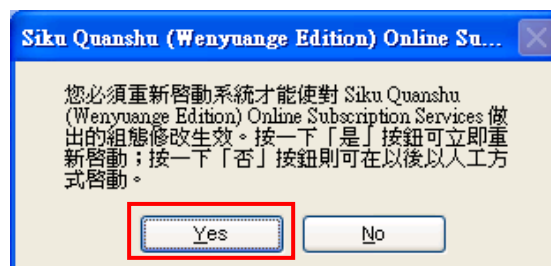 Siku Quanshu (Wenyuange Edition) Online Su...
您必須重新啓動系統才能使對 Siku Quanshu
(Wenyuange Edition) Online Subscription Services 做
出的組態修改生效。按一下「是」按鈕可立即重
新啓動；按一下「否」按鈕則可在以後以人工方
式啓動。
Yes No